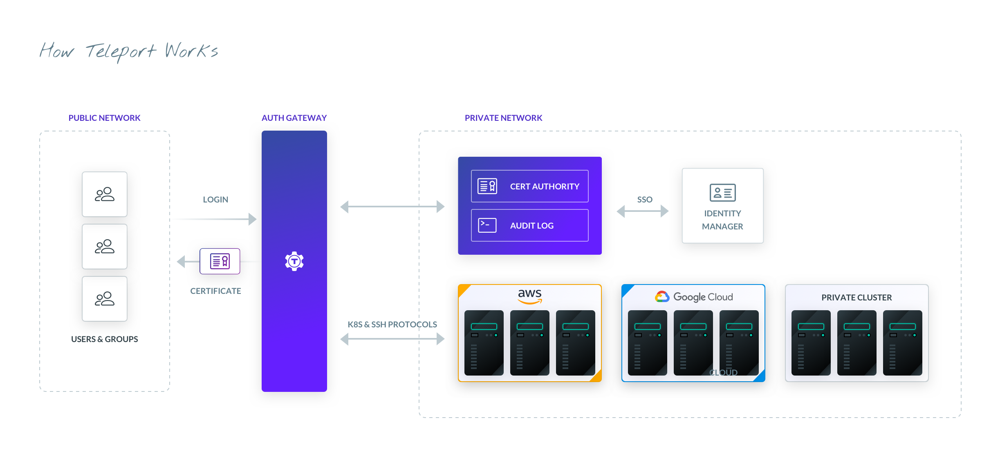 How Teleport Works
PUBLIC NETWORK
AUTH GATEWAY
PRIVATE NETWORK
USERS & GROUPS
LOGIN
CERTIFICATE
T
K8S & SSH PROTOCOLS
CERT AUTHORITY
AUDIT LOG
SSO
IDENTITY
MANAGER
aws
Google Cloud
CLOUD
PRIVATE CLUSTER